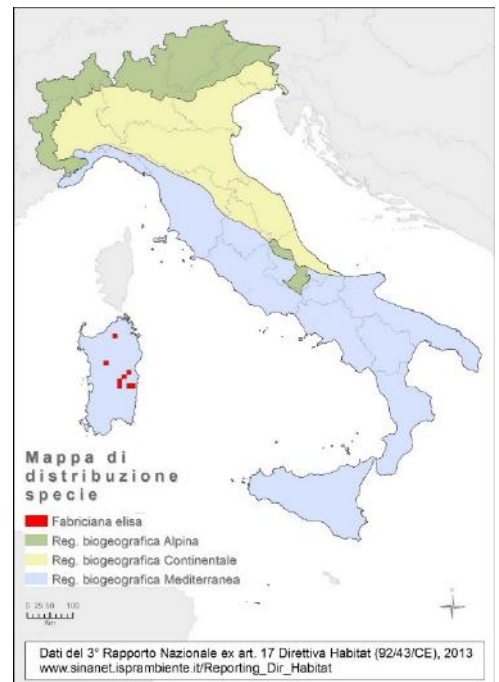 Mappa di
distribuzione
specie
Fabriciana elisa
Reg. biogeografica Alpina
Reg. biogeografica Continentale
Reg. biogeografica Mediterranea
0 25 50 100
Km
Dati del 3° Rapporto Nazionale ex art. 17 Direttiva Habitat (92/43/CE), 2013
www.sinanet.isprambiente.it/Reporting_Dir_Habitat